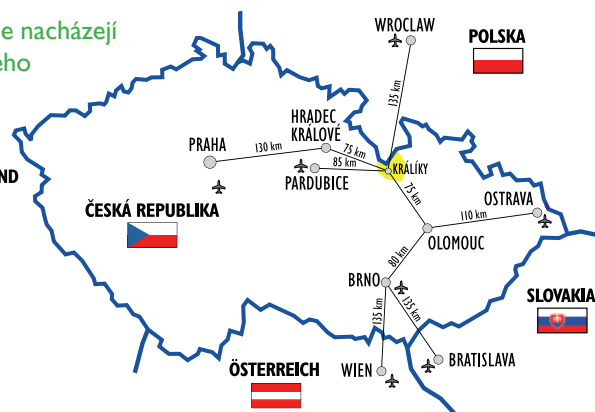 e nacházejí
eho
WROCLAW
POLSKA
135 km
HRADEC
KRÁLOVÉ
PRAHA
130 km
75 km
85 km
KRÁLÍKY
PARDUBICE
ND
75 km
OSTRAVA
ČESKÁ REPUBLIKA
110 km
OLOMOUC
80 km
BRNO
SLOVAKIA
135 km
135 km
BRATISLAVA
ÖSTERREICH
WIEN